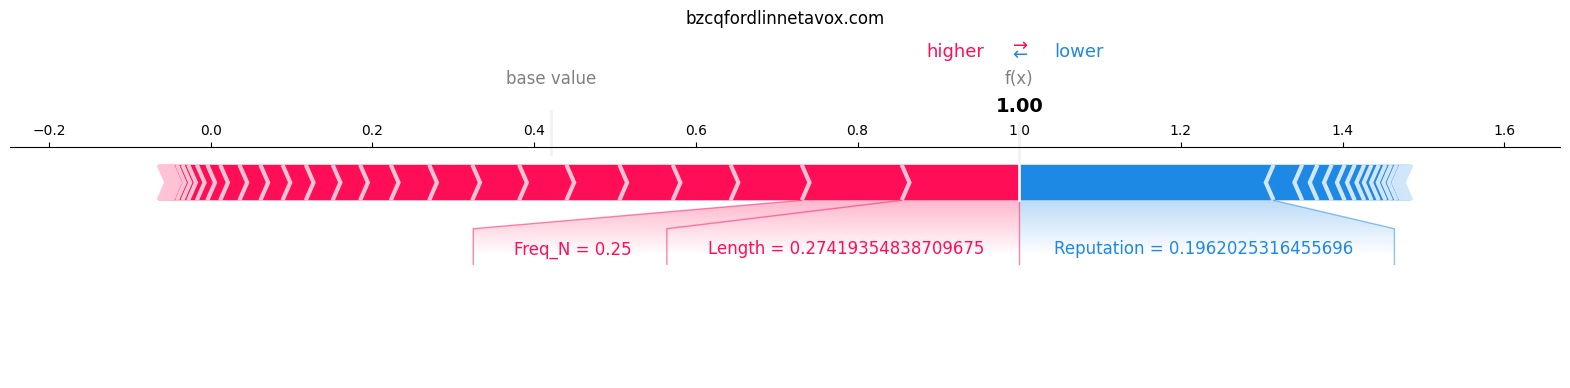 bzcqfordlinnetavox.com
higher → lower
←
base value f(x)
1.00
−0.2 0.0 0.2 0.4 0.6 0.8 1.0 1.2 1.4 1.6
Freq_N = 0.25 Length = 0.27419354838709675 Reputation = 0.1962025316455696